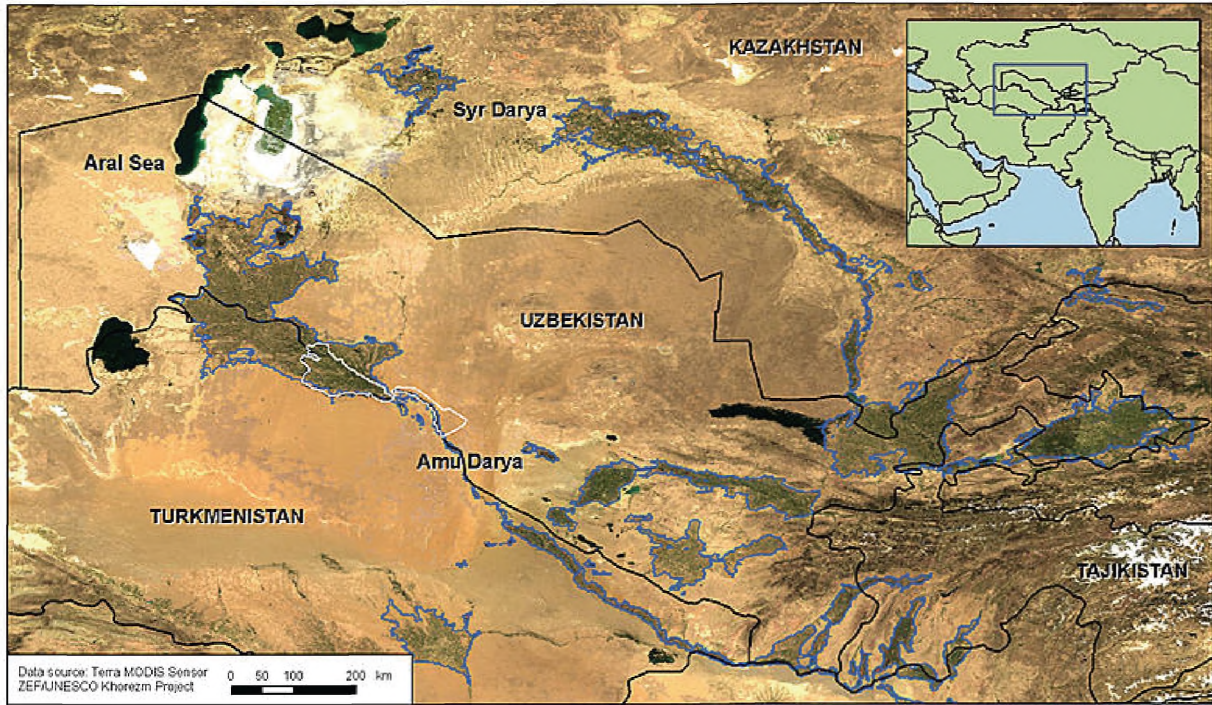 KAZAKHSTAN
Syr Darya
Aral Sea
UZBEKISTAN
Amu Darya
TURKMENISTAN
TAJIKISTAN
Data source: Terra MODIS Sensor
ZEF/UNESCO Khorezm Project
0 50 100 200 km